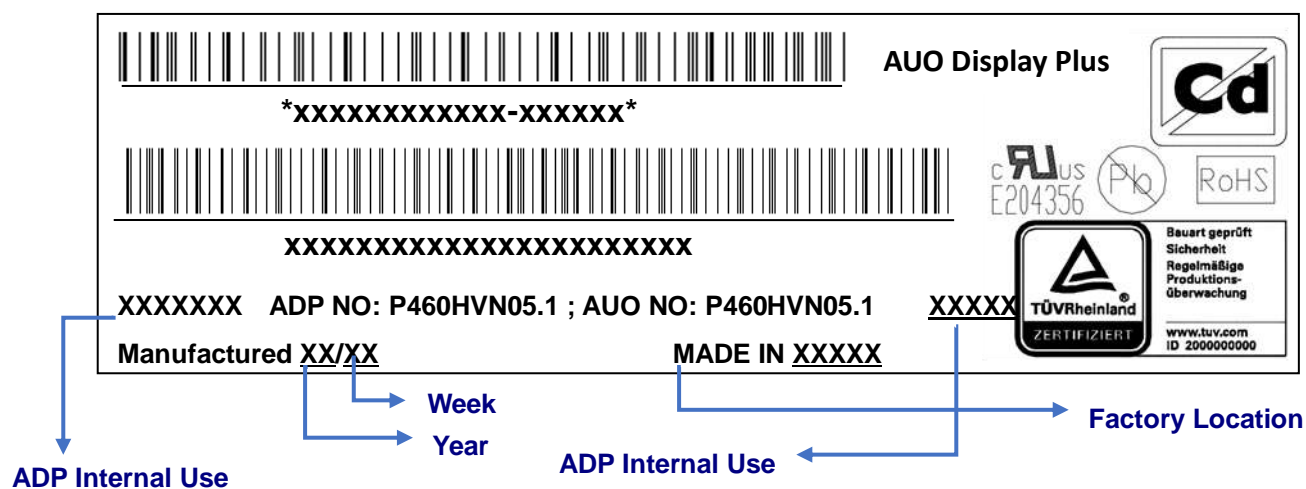 AUO Display Plus
Cd
*xxxxxxxxxxxx-xxxxxx*
c RU US
E204356
Pb
RoHS
xxxxxxxxxxxxxxxxxxxxxxx
TÜVRheinland®
ZERTIFIZIERT
Bauart geprüft
Sicherheit
Regelmäßige
Produktions-
überwachung
www.tuv.com
ID 2000000000
XXXXXXX ADP NO: P460HVN05.1 ; AUO NO: P460HVN05.1 XXXXX
Manufactured XX/XX MADE IN XXXXX
Week
Year
Factory Location
ADP Internal Use
ADP Internal Use